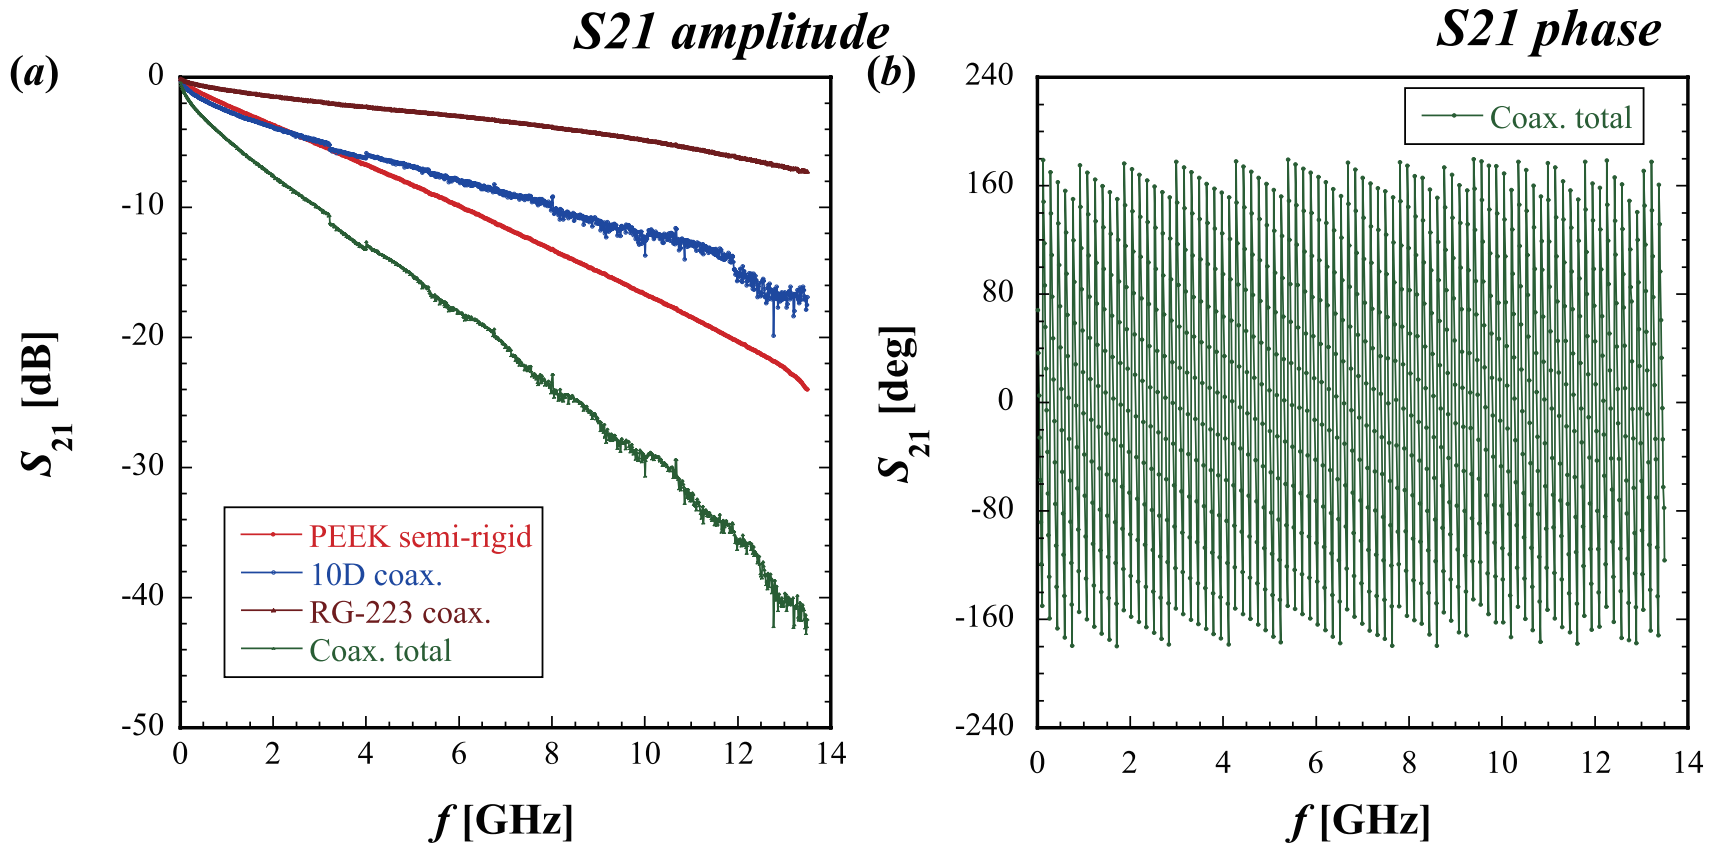 S21 amplitude
S21 phase
(a)
(b)
0
-10
-20
-30
-40
-50
S21 [dB]
PEEK semi-rigid
10D coax.
RG-223 coax.
Coax. total
0 2 4 6 8 10 12 14
f [GHz]
240
160
80
0
-80
-160
-240
S21 [deg]
Coax. total
0 2 4 6 8 10 12 14
f [GHz]